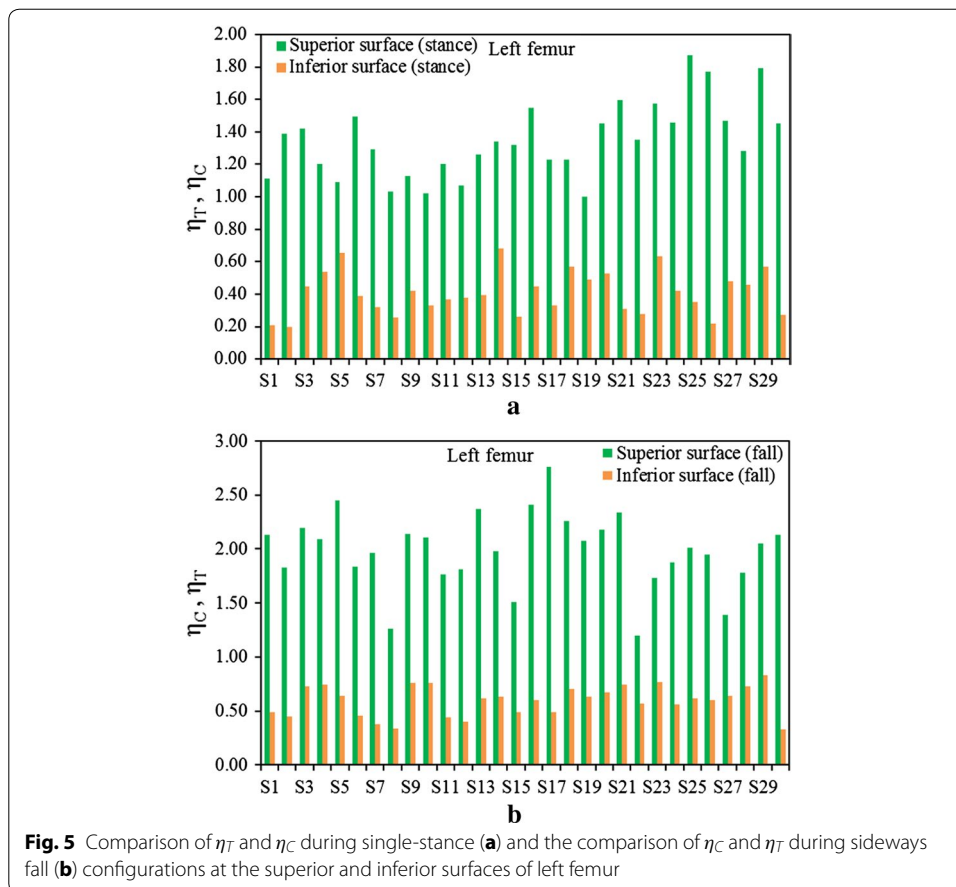 2.00
Superior surface (stance) Left femur
1.80
Inferior surface (stance)
1.60
1.40
1.20
1.00
0.80
0.60
0.40
0.20
0.00
ηT , ηC
S1 S3 S5 S7 S9 S11 S13 S15 S17 S19 S21 S23 S25 S27 S29
a
3.00
Left femur Superior surface (fall)
Inferior surface (fall)
2.50
2.00
1.50
1.00
0.50
0.00
ηC , ηT
S1 S3 S5 S7 S9 S11 S13 S15 S17 S19 S21 S23 S25 S27 S29
b
Fig. 5 Comparison of ηT and ηC during single-stance (a) and the comparison of ηC and ηT during sideways
fall (b) configurations at the superior and inferior surfaces of left femur